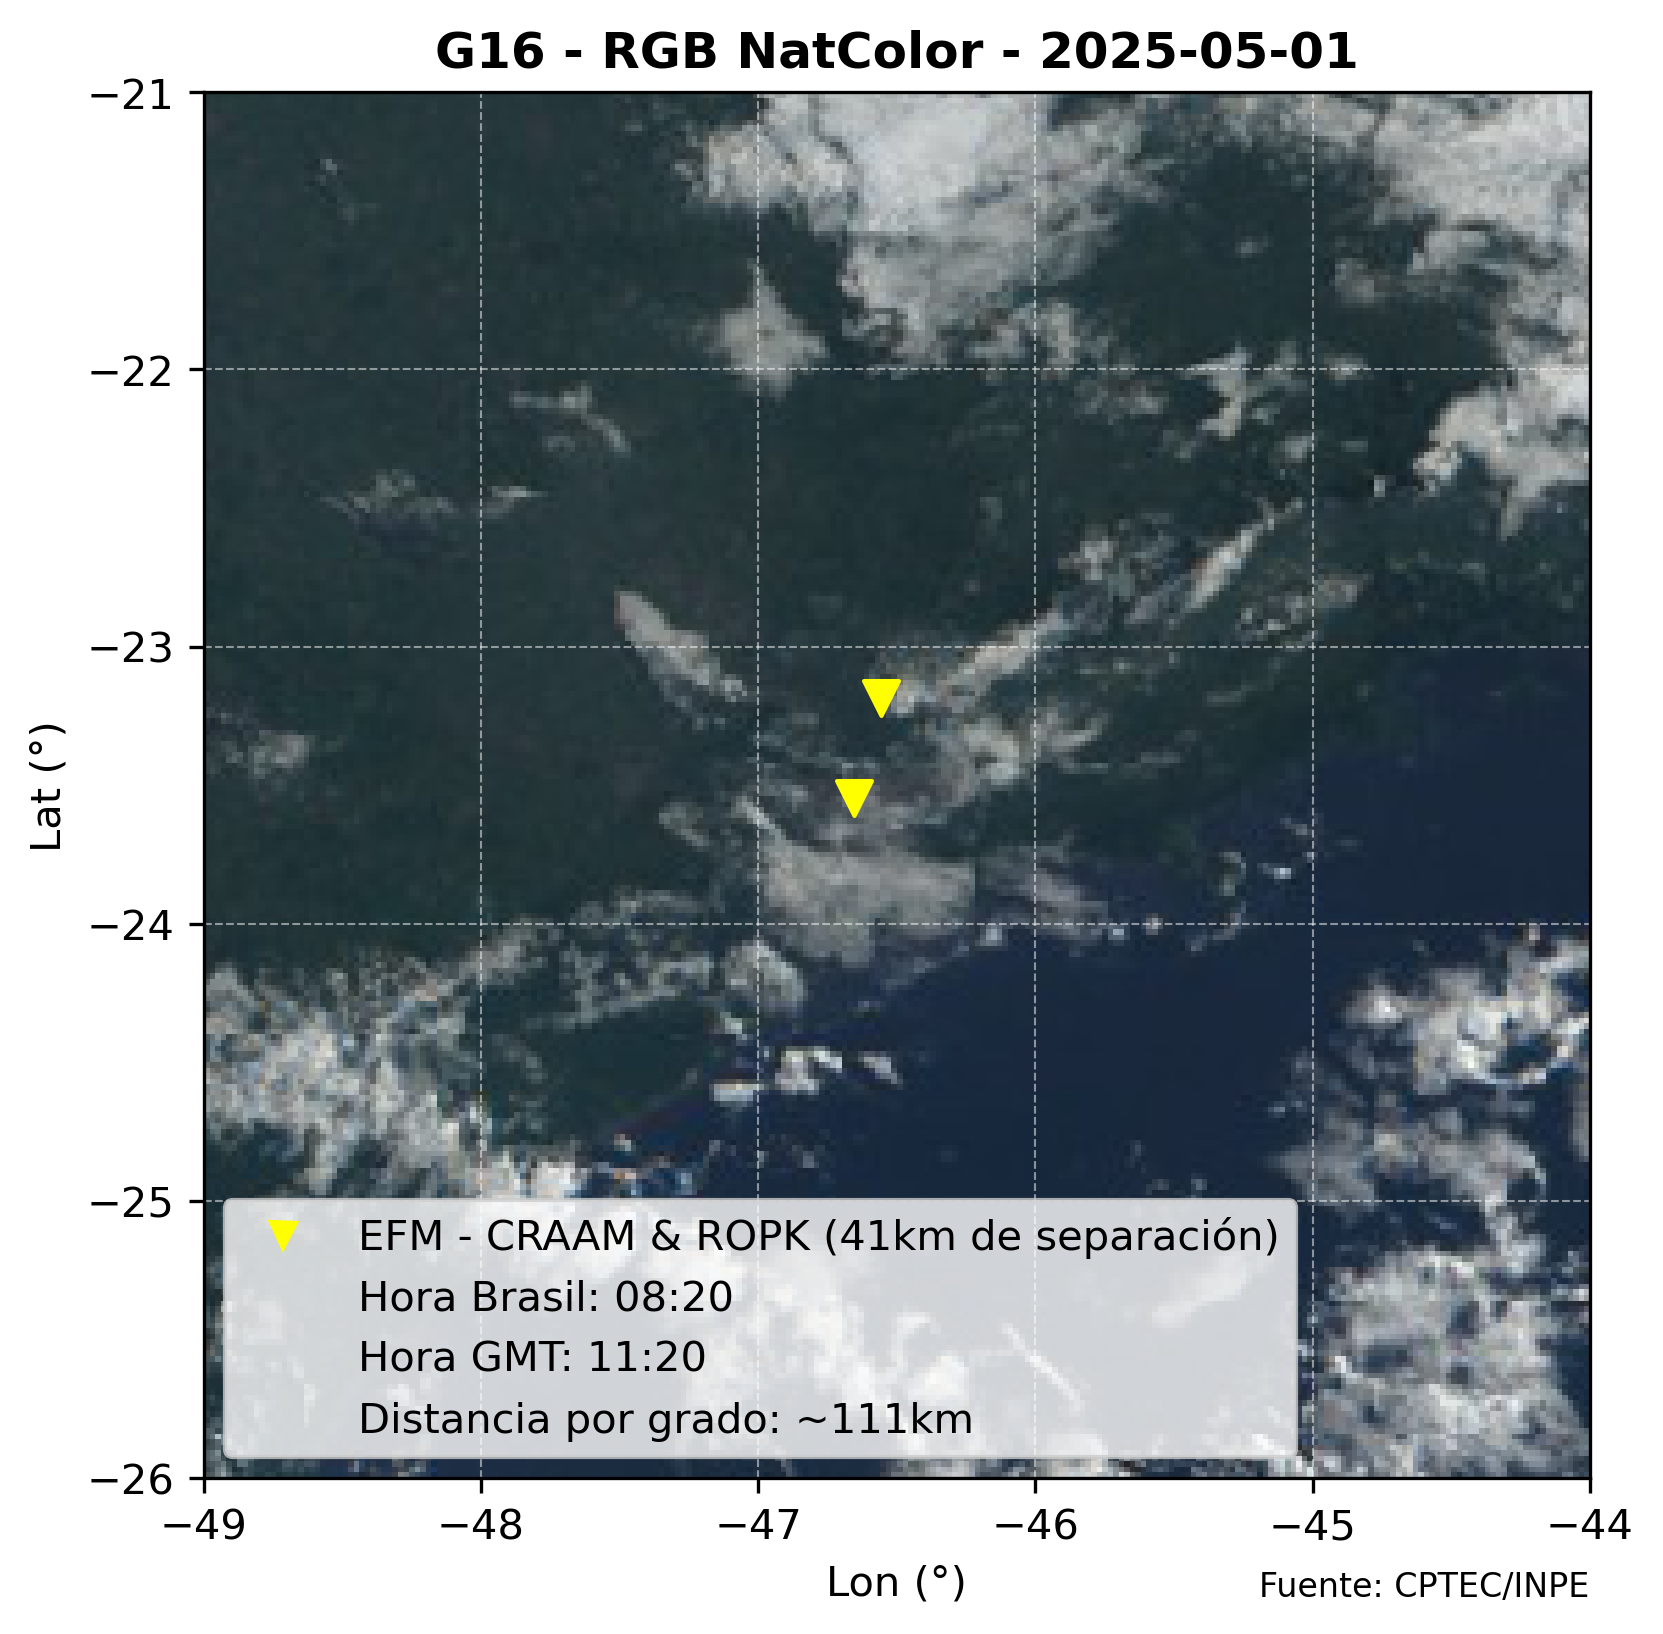 G16 - RGB NatColor - 2025-05-01
−21
−22
−23
−24
−25
−26
Lat (°)
EFM - CRAAM & ROPK (41km de separación)
Hora Brasil: 08:20
Hora GMT: 11:20
Distancia por grado: ~111km
−49 −48 −47 −46 −45 −44
Lon (°)
Fuente: CPTEC/INPE